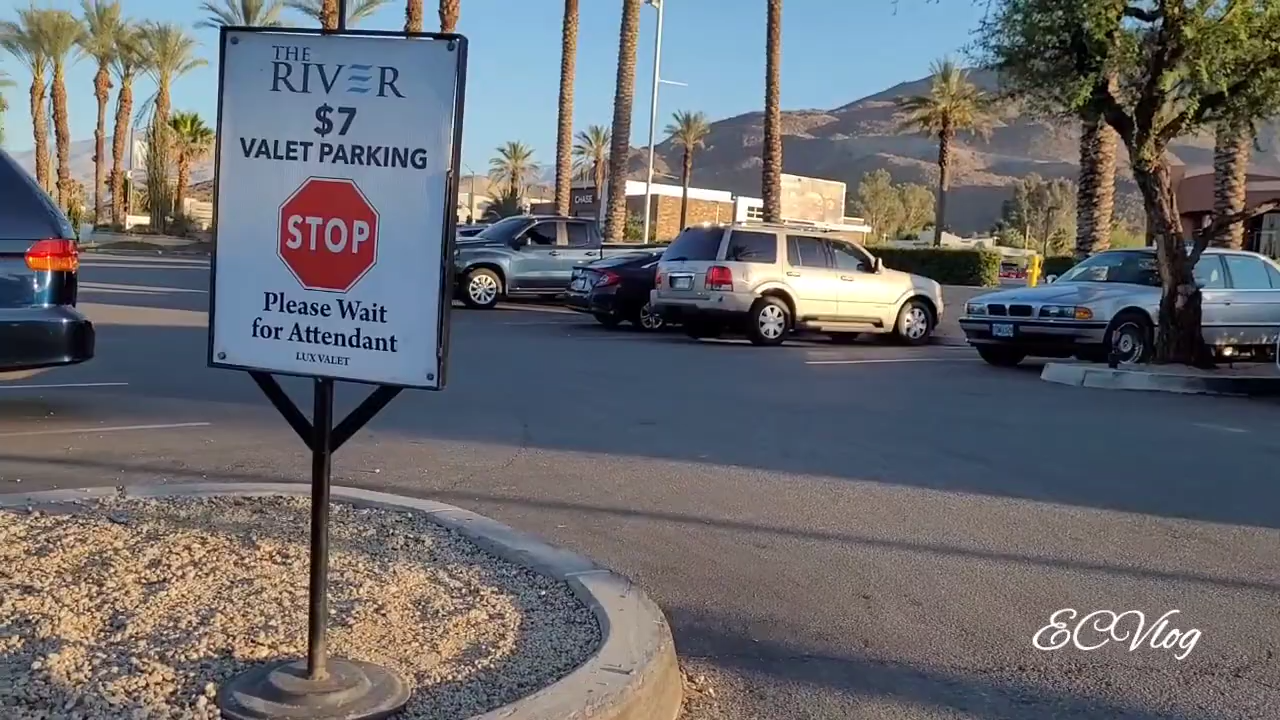 THE
RIVER
$7
VALET PARKING
STOP
Please Wait
for Attendant
LUX VALET
CHASE
ECVlog